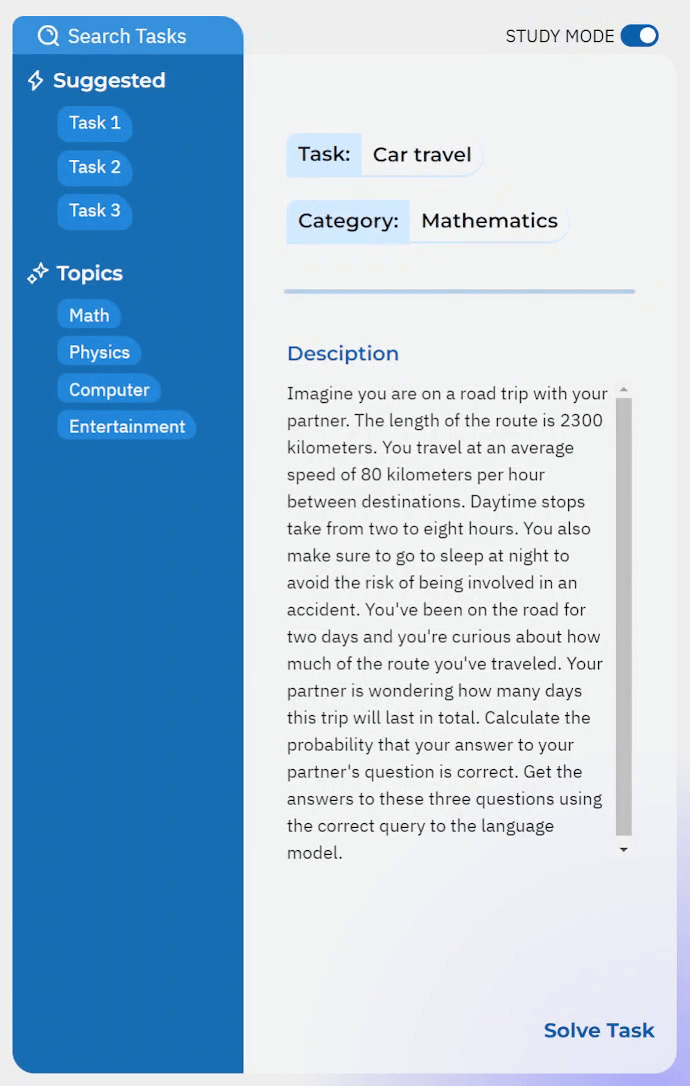 Search Tasks
STUDY MODE
Suggested
Task 1
Task 2
Task 3
Topics
Math
Physics
Computer
Entertainment
Task: Car travel
Category: Mathematics
Desciption
Imagine you are on a road trip with your
partner. The length of the route is 2300
kilometers. You travel at an average
speed of 80 kilometers per hour
between destinations. Daytime stops
take from two to eight hours. You also
make sure to go to sleep at night to
avoid the risk of being involved in an
accident. You've been on the road for
two days and you're curious about how
much of the route you've traveled. Your
partner is wondering how many days
this trip will last in total. Calculate the
probability that your answer to your
partner's question is correct. Get the
answers to these three questions using
the correct query to the language
model.
Solve Task